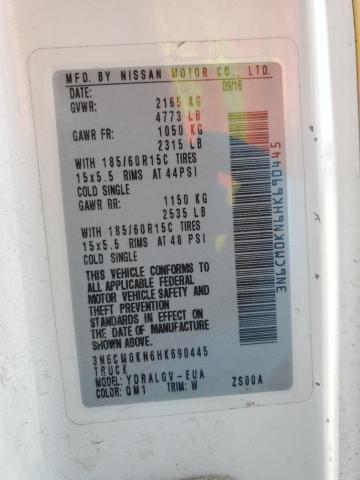 MFD. BY NISSAN MOTOR CO., LTD.
DATE: 09/16
GVWR: 2165 KG
4773 LB
GAWR FR: 1050 KG
2315 LB
WITH 185/60R15C TIRES
15x5.5 RIMS AT 44PSI
COLD SINGLE
GAWR RR: 1150 KG
2535 LB
WITH 185/60R15C TIRES
15x5.5 RIMS AT 48 PSI
COLD SINGLE
THIS VEHICLE CONFORMS TO
ALL APPLICABLE FEDERAL
MOTOR VEHICLE SAFETY AND
THEFT PREVENTION
STANDARDS IN EFFECT ON
THE DATE OF MANUFACTURE
SHOWN ABOVE.
3N6CM0KN6HK690445
TRUCK
MODEL: YDRALGV-EUA
COLOR: QM1 TRIM: W ZS00A
3N6CM0KN6HK690445